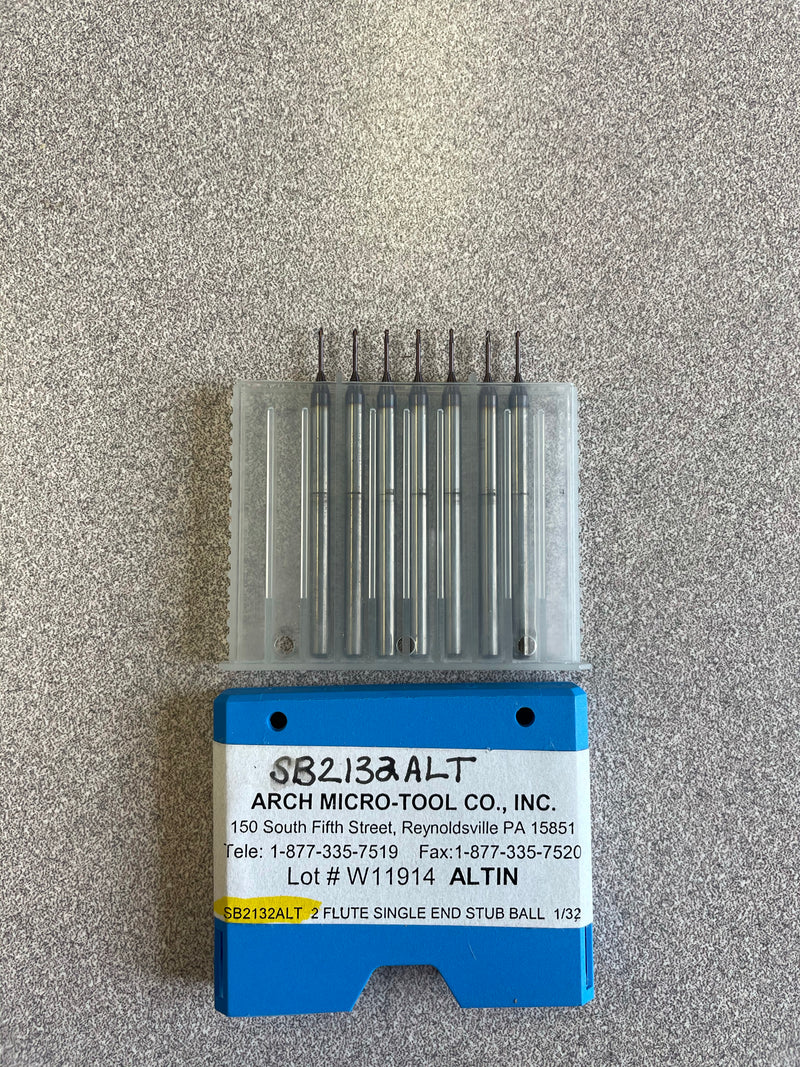 SB2132ALT
ARCH MICRO-TOOL CO., INC.
150 South Fifth Street, Reynoldsville PA 15851
Tele: 1-877-335-7519 Fax:1-877-335-7520
Lot # W11914 ALTIN
SB2132ALT 2 FLUTE SINGLE END STUB BALL 1/32